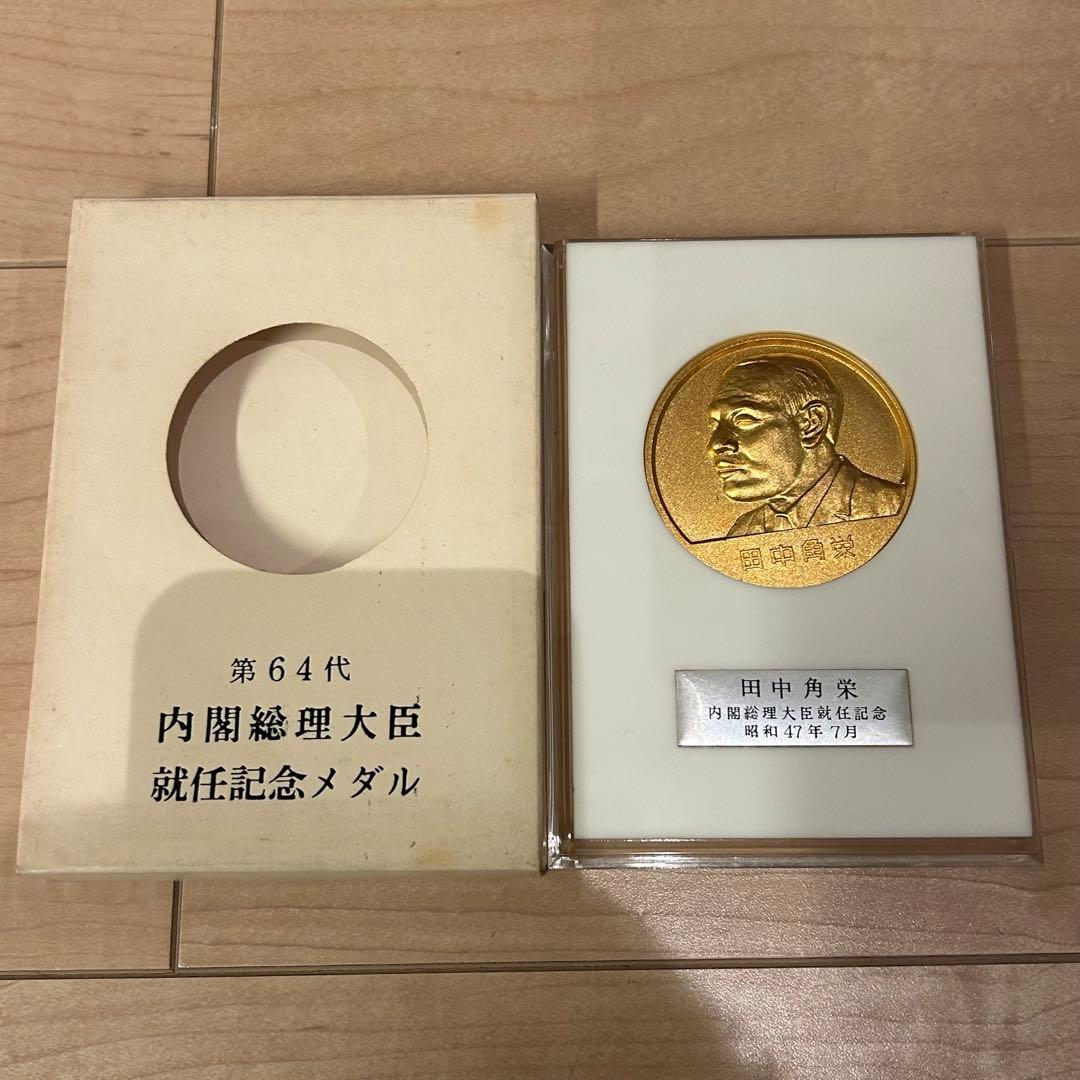 第64代
内閣総理大臣
就任記念メダル
田中角栄
田中角栄
内閣総理大臣就任記念
昭和47年7月